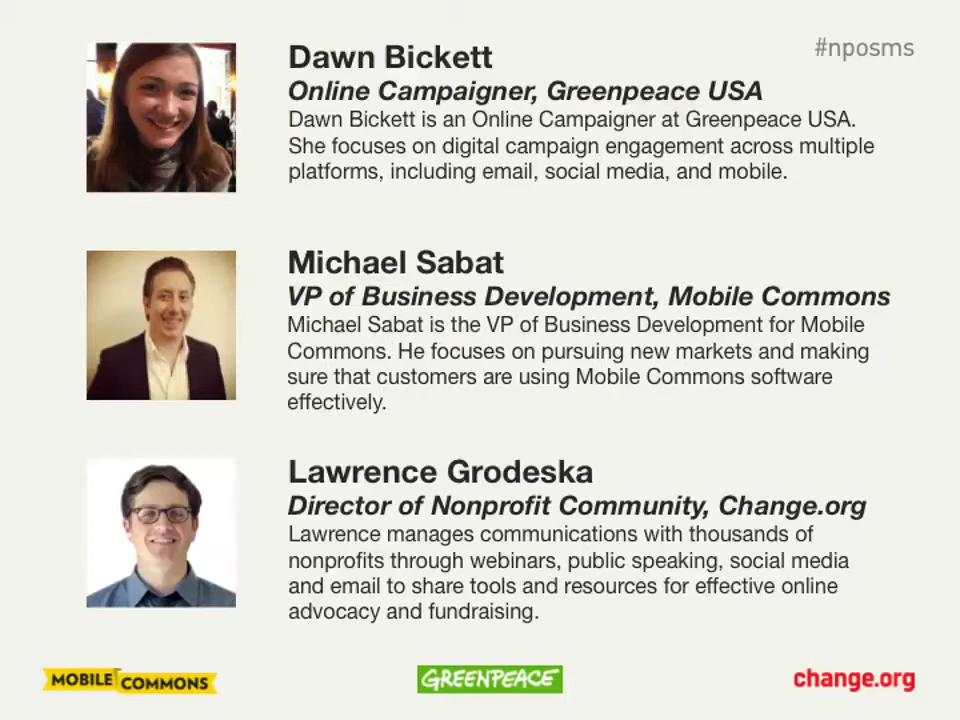 #nposms
Dawn Bickett
Online Campaigner, Greenpeace USA
Dawn Bickett is an Online Campaigner at Greenpeace USA.
She focuses on digital campaign engagement across multiple
platforms, including email, social media, and mobile.
Michael Sabat
VP of Business Development, Mobile Commons
Michael Sabat is the VP of Business Development for Mobile
Commons. He focuses on pursuing new markets and making
sure that customers are using Mobile Commons software
effectively.
Lawrence Grodeska
Director of Nonprofit Community, Change.org
Lawrence manages communications with thousands of
nonprofits through webinars, public speaking, social media
and email to share tools and resources for effective online
advocacy and fundraising.
MOBILE COMMONS
GREENPEACE
change.org